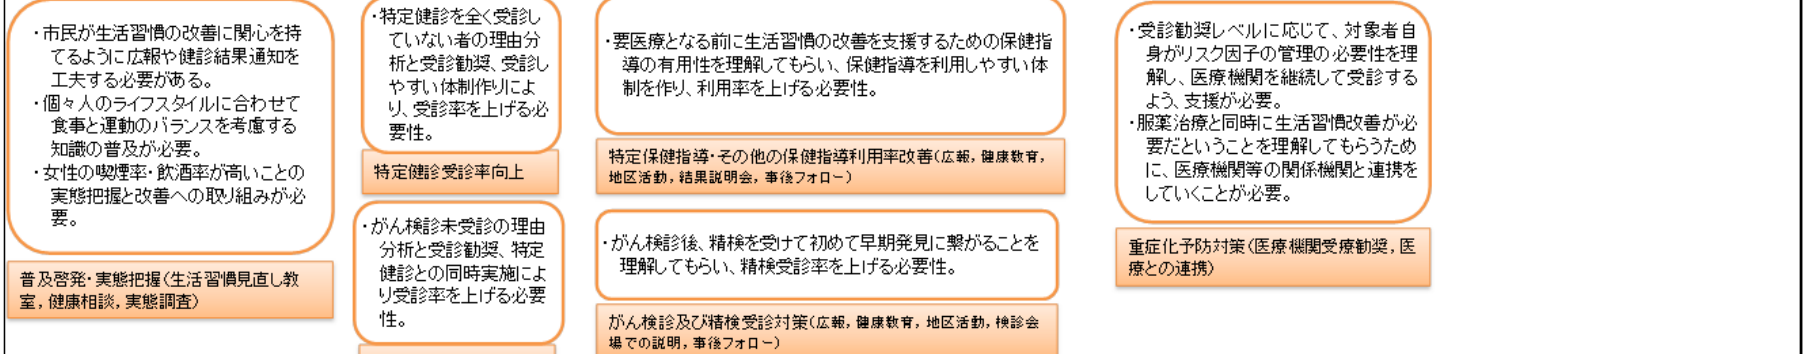 ・市民が生活習慣の改善に関心を持
てるように広報や健診結果通知を
工夫する必要がある。
・個々人のライフスタイルに合わせて
食事と運動のバランスを考慮する
知識の普及が必要。
・女性の喫煙率・飲酒率が高いことの
実態把握と改善への取り組みが必
要。
普及啓発・実態把握(生活習慣見直し教
室,健康相談,実態調査)
・特定健診を全く受診し
ていない者の理由分
析と受診勧奨、受診し
やすい体制作りによ
り、受診率を上げる必
要性。
特定健診受診率向上
・がん検診未受診の理由
分析と受診勧奨、特定
健診との同時実施によ
り受診率を上げる必要
性。
・要医療となる前に生活習慣の改善を支援するための保健指
導の有用性を理解してもらい、保健指導を利用しやすい体
制を作り、利用率を上げる必要性。
特定保健指導・その他の保健指導利用率改善(広報,健康教育,
地区活動,結果説明会,事後フォロー)
・がん検診後、精検を受けて初めて早期発見に繋がることを
理解してもらい、精検受診率を上げる必要性。
がん検診及び精検受診対策(広報,健康教育,地区活動,検診会
場での説明,事後フォロー)
・受診勧奨レベルに応じて、対象者自
身がリスク因子の管理の必要性を理
解し、医療機関を継続して受診する
よう、支援が必要。
・服薬治療と同時に生活習慣改善が必
要だということを理解してもらうため
に、医療機関等の関係機関と連携を
していくことが必要。
重症化予防対策(医療機関受療勧奨,医
療との連携)